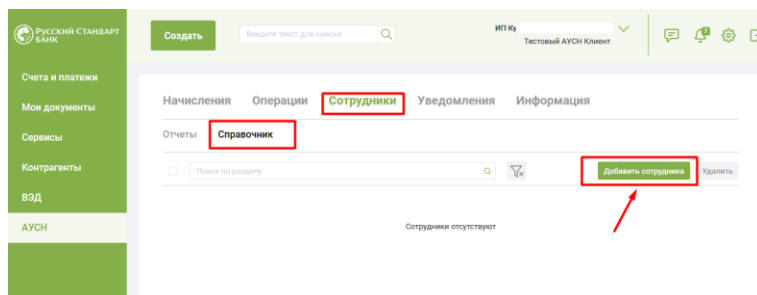 Русский Стандарт
Банк
Создать
Введите текст для поиска
ИП Ку
Тестовый АУСН Клиент
Счета и платежи
Мои документы
Сервисы
Контрагенты
ВЭД
АУСН
Начисления Операции Сотрудники Уведомления Информация
Отчеты Справочник
Поиск по разделу
Добавить сотрудника Удалить
Сотрудники отсутствуют